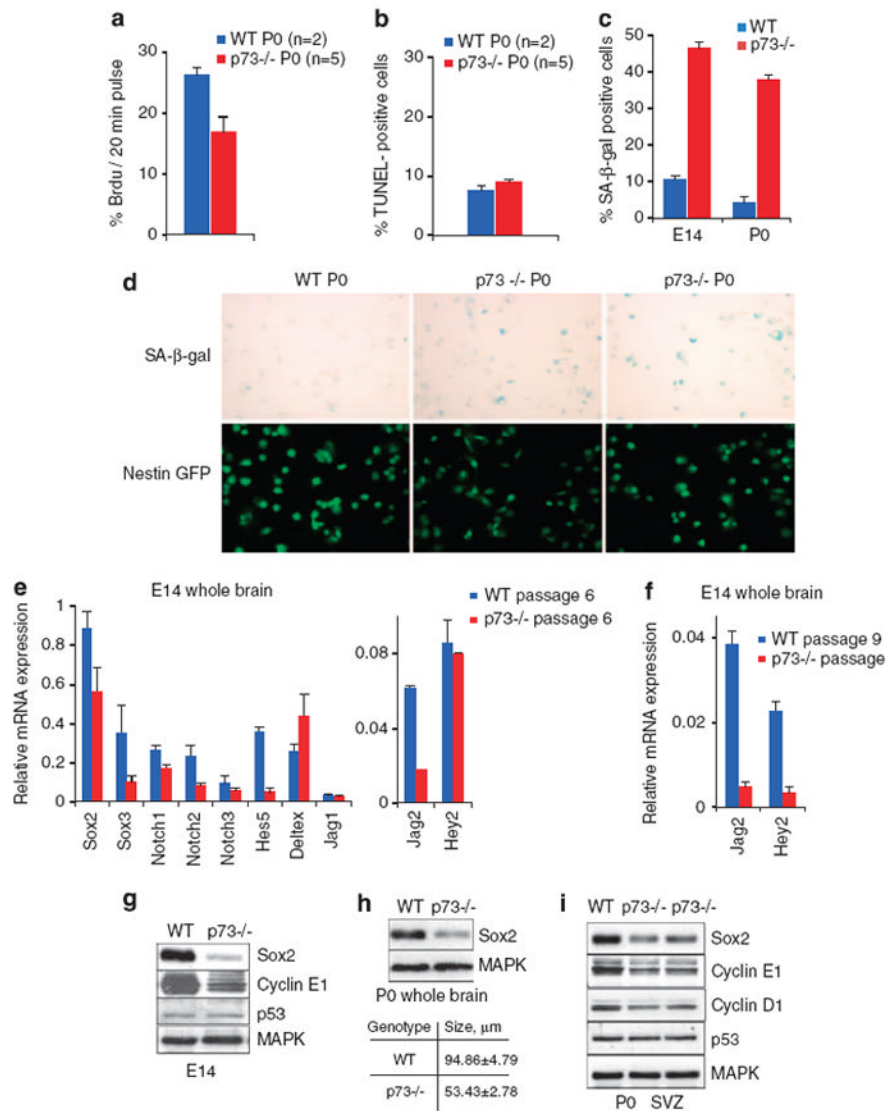 a
WT P0 (n=2)
p73-/- P0 (n=5)
% Brdu / 20 min pulse
30
20
10
0
b
WT P0 (n=2)
p73-/- P0 (n=5)
% TUNEL- positive cells
30
20
10
0
c
WT
p73-/-
% SA-β-gal positive cells
50
40
30
20
10
0
E14
P0
d
WT P0
p73 -/- P0
p73-/- P0
SA-β-gal
Nestin GFP
e
E14 whole brain
WT passage 6
p73-/- passage 6
Relative mRNA expression
1
0.8
0.6
0.4
0.2
0
Sox2
Sox3
Notch1
Notch2
Notch3
Hes5
Deltex
Jag1
0.08
0.04
0
Jag2
Hey2
f
E14 whole brain
WT passage 9
p73-/- passage
Relative mRNA expression
0.04
0.02
0
Jag2
Hey2
g
WT p73-/-
Sox2
Cyclin E1
p53
MAPK
E14
h
WT p73-/-
Sox2
MAPK
P0 whole brain
Genotype Size, μm
WT 94.86±4.79
p73-/- 53.43±2.78
i
WT p73-/- p73-/-
Sox2
Cyclin E1
Cyclin D1
p53
MAPK
P0 SVZ